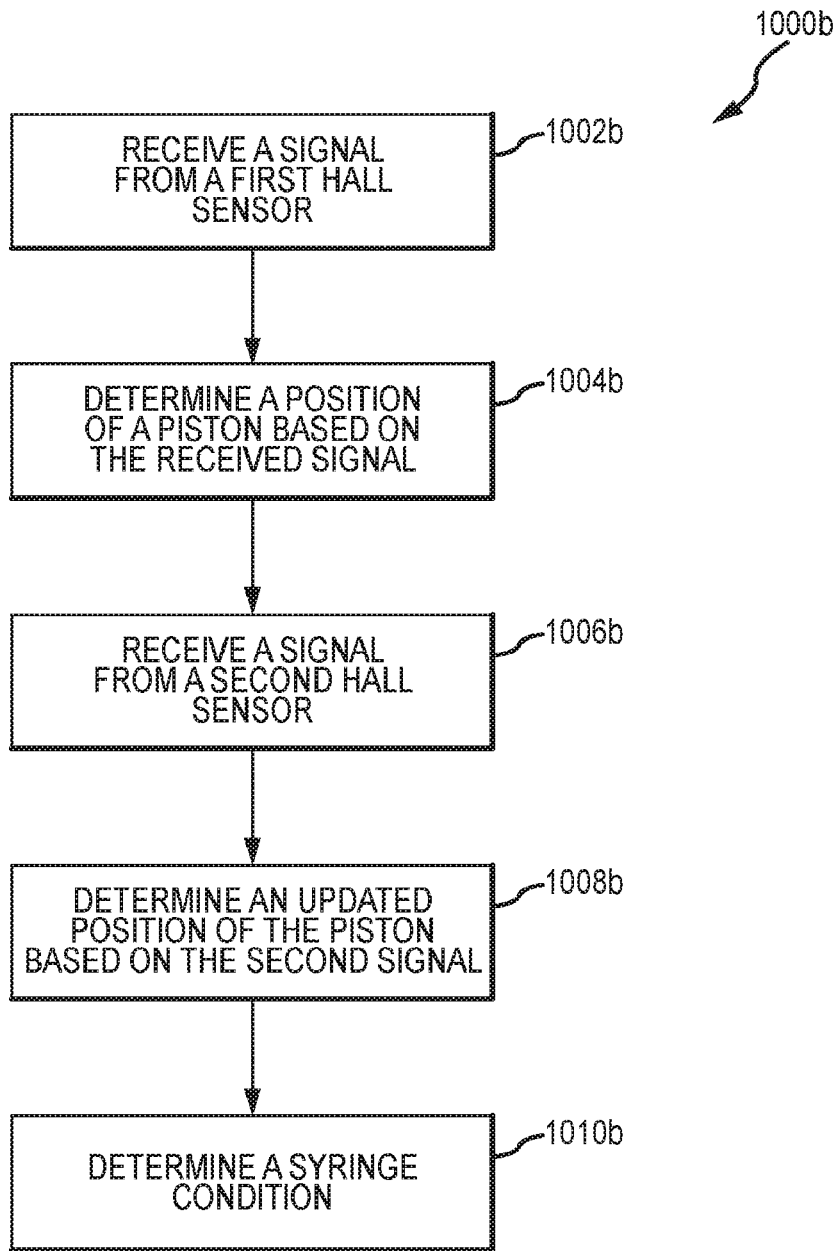 1000b
RECEIVE A SIGNAL
FROM A FIRST HALL
SENSOR
1002b
DETERMINE A POSITION
OF A PISTON BASED ON
THE RECEIVED SIGNAL
1004b
RECEIVE A SIGNAL
FROM A SECOND HALL
SENSOR
1006b
DETERMINE AN UPDATED
POSITION OF THE PISTON
BASED ON THE SECOND SIGNAL
1008b
DETERMINE A SYRINGE
CONDITION
1010b